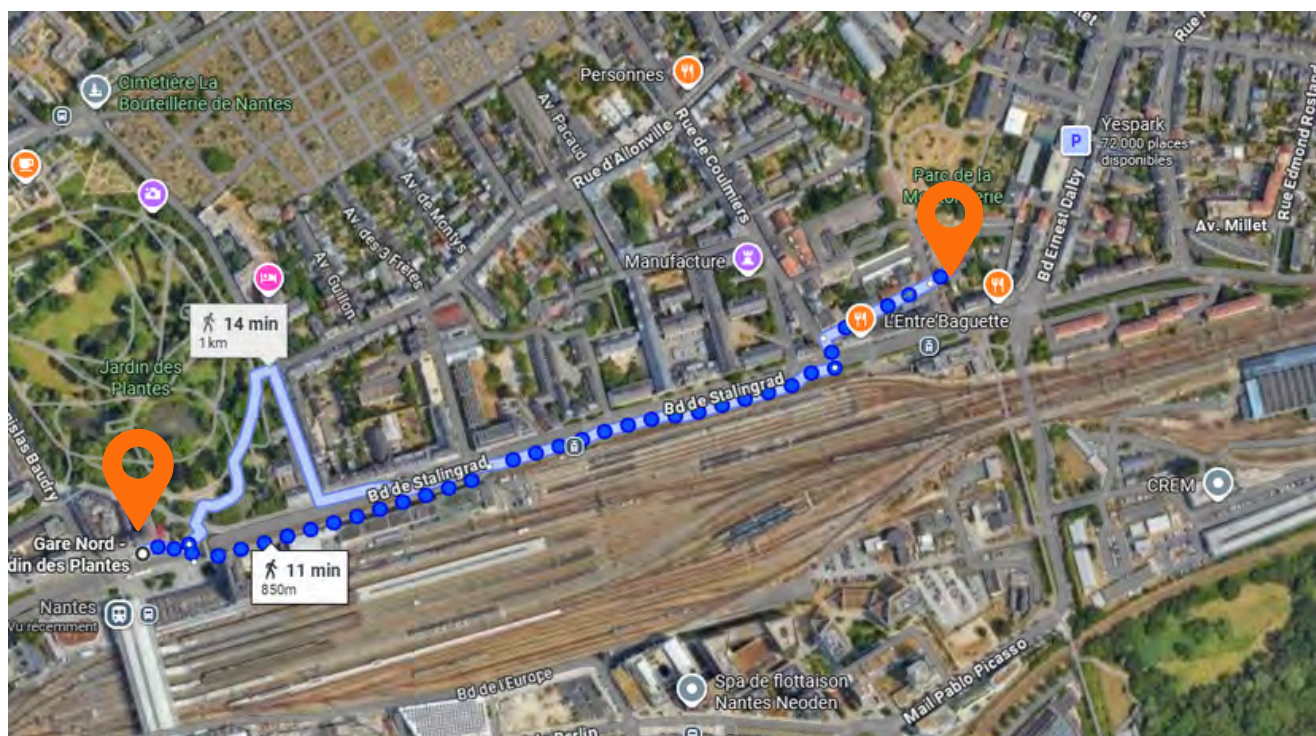 Cimetière La
Bouteillerie de Nantes
Personnes
Av. Pacaud
Rue d'Allonville
Rue de Coulmiers
Yespark
72 000 places
disponibles
P
Rue Edmond Rostand
Parc de la
Av. Millet
Bd Ernest Dalby
Av. de Montys
Av. des 3 Frères
Av. Guillon
Manufacture
14 min
1 km
L'Entre'Baguette
Jardin des
Plantes
Bd de Stalingrad
Bd de Stalingrad
islas Baudry
Gare Nord -
din des Plantes
11 min
850m
CREM
Nantes
Vu récemment
Bd de l'Europe
Spa de flottaison
Nantes Neoden
Mail Pablo Picasso